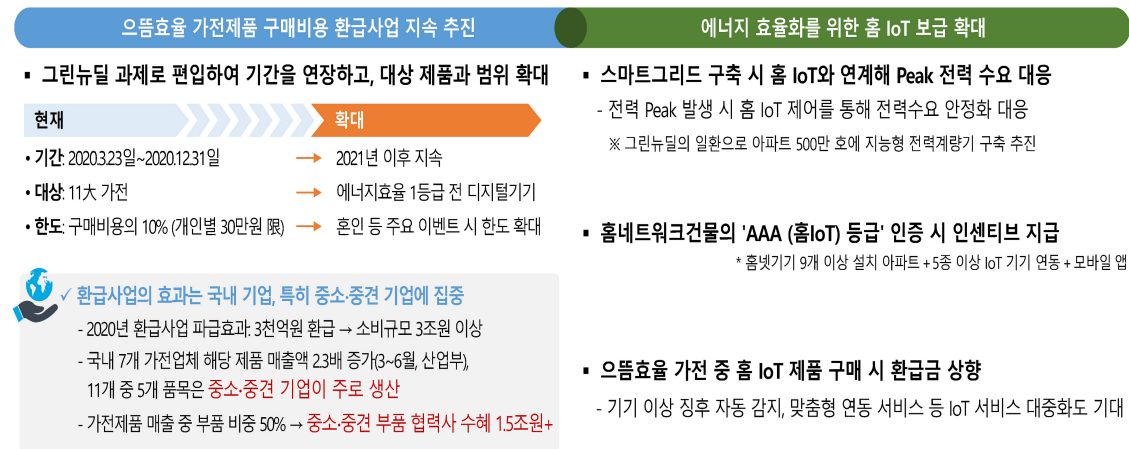 으뜸효율 가전제품 구매비용 환급사업 지속 추진
▪ 그린뉴딜 과제로 편입하여 기간을 연장하고, 대상 제품과 범위 확대
현재 확대
• 기간: 2020.3.23일~2020.12.31일 → 2021년 이후 지속
• 대상: 11大 가전 → 에너지효율 1등급 전 디지털기기
• 한도: 구매비용의 10% (개인별 30만원 限) → 혼인 등 주요 이벤트 시 한도 확대
✓ 환급사업의 효과는 국내 기업, 특히 중소·중견 기업에 집중
- 2020년 환급사업 파급효과: 3천억원 환급 → 소비규모 3조원 이상
- 국내 7개 가전업체 해당 제품 매출액 2.3배 증가(3~6월, 산업부),
11개 중 5개 품목은 중소·중견 기업이 주로 생산
- 가전제품 매출 중 부품 비중 50% → 중소·중견 부품 협력사 수혜 1.5조원+
에너지 효율화를 위한 홈 IoT 보급 확대
▪ 스마트그리드 구축 시 홈 IoT와 연계해 Peak 전력 수요 대응
- 전력 Peak 발생 시 홈 IoT 제어를 통해 전력수요 안정화 대응
※ 그린뉴딜의 일환으로 아파트 500만 호에 지능형 전력계량기 구축 추진
▪ 홈네트워크건물의 'AAA (홈IoT) 등급' 인증 시 인센티브 지급
* 홈넷기기 9개 이상 설치 아파트 + 5종 이상 IoT 기기 연동 + 모바일 앱
▪ 으뜸효율 가전 중 홈 IoT 제품 구매 시 환급금 상향
- 기기 이상 징후 자동 감지, 맞춤형 연동 서비스 등 IoT 서비스 대중화도 기대